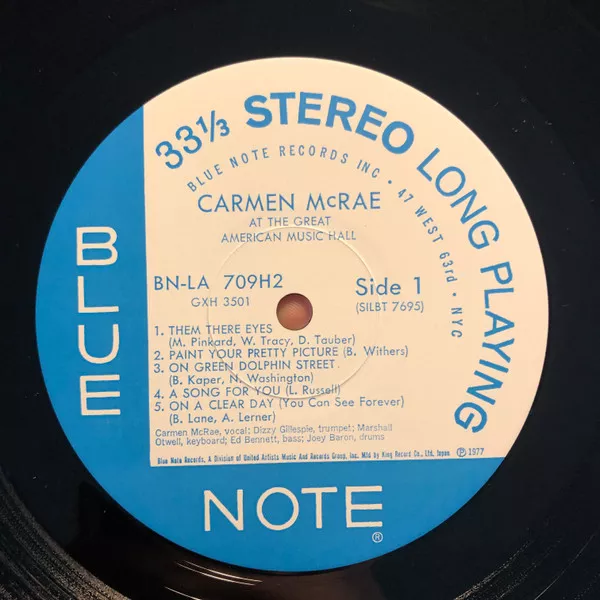 33⅓ STEREO LONG PLAYING
BLUE NOTE RECORDS INC • 47 WEST 63rd • NYC
CARMEN McRAE
AT THE GREAT
AMERICAN MUSIC HALL
BN-LA 709H2
GXH 3501
Side 1
(SILBT 7695)
1. THEM THERE EYES
(M. Pinkard, W. Tracy, D. Tauber)
2. PAINT YOUR PRETTY PICTURE (B. Withers)
3. ON GREEN DOLPHIN STREET
(B. Kaper, N. Washington)
4. A SONG FOR YOU (L. Russell)
5. ON A CLEAR DAY (You Can See Forever)
(B. Lane, A. Lerner)
Carmen McRae, vocal: Dizzy Gillespie, trumpet; Marshall
Otwell, keyboard; Ed Bennett, bass; Joey Baron, drums
Blue Note Records, A Division of United Artists Music And Records Group, Inc. Mfd by King Record Co., Ltd. Japan. ℗ 1977
BLUE
NOTE®